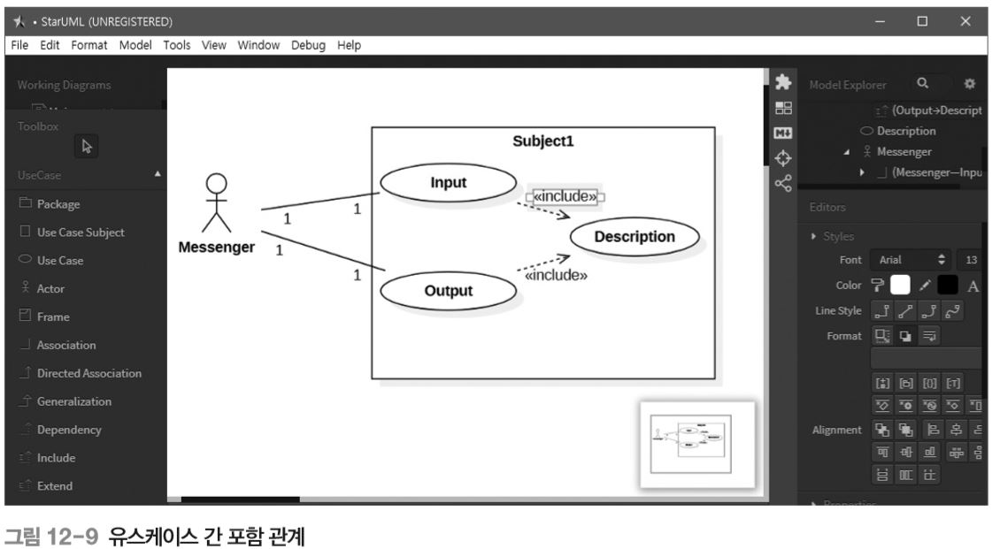 • StarUML (UNREGISTERED)
File Edit Format Model Tools View Window Debug Help
Working Diagrams
Toolbox
UseCase
Package
Use Case Subject
Use Case
Actor
Frame
Association
Directed Association
Generalization
Dependency
Include
Extend
Subject1
Input
«include»
1
1
Messenger
1
Description
1
«include»
Output
Model Explorer
(Output→Descript
Description
Messenger
(Messenger—Inpu
Editors
Styles
Font Arial 13
Color A
Line Style
Format
Alignment
Properties
그림 12-9 유스케이스 간 포함 관계